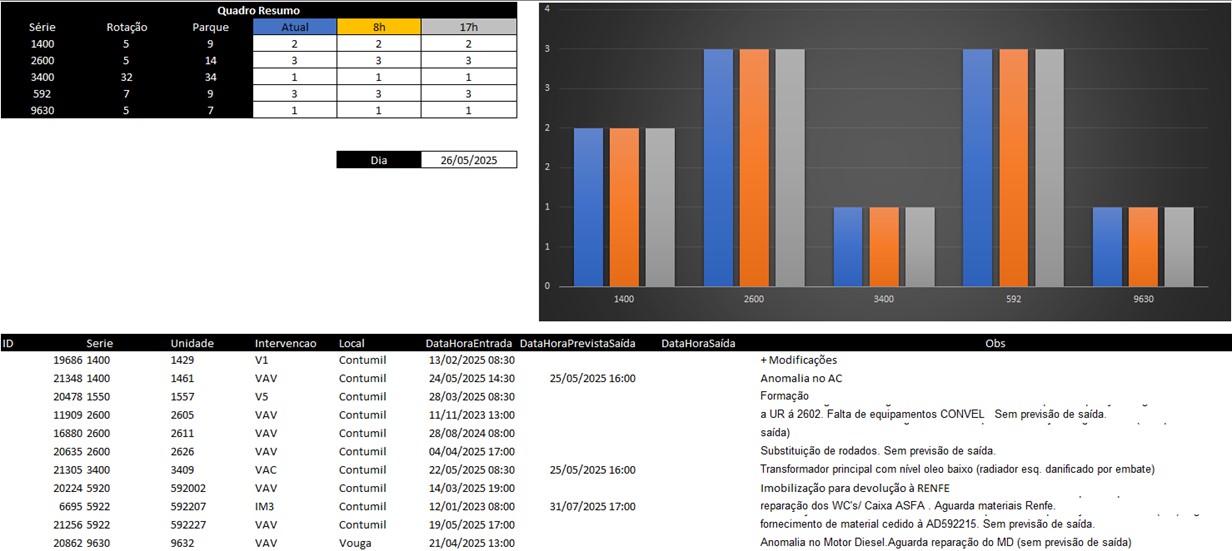 Quadro Resumo
Série Rotação Parque Atual 8h 17h
1400 5 9 2 2 2
2600 5 14 3 3 3
3400 32 34 1 1 1
592 7 9 3 3 3
9630 5 7 1 1 1
Dia 26/05/2025
4
3
3
2
2
1
1
0
1400 2600 3400 592 9630
ID Serie Unidade Intervencao Local DataHoraEntrada DataHoraPrevistaSaída DataHoraSaída Obs
19686 1400 1429 V1 Contumil 13/02/2025 08:30 + Modificações
21348 1400 1461 VAV Contumil 24/05/2025 14:30 25/05/2025 16:00 Anomalia no AC
20478 1550 1557 V5 Contumil 28/03/2025 08:30 Formação
11909 2600 2605 VAV Contumil 11/11/2023 13:00 a UR á 2602. Falta de equipamentos CONVEL Sem previsão de saída.
16880 2600 2611 VAV Contumil 28/08/2024 08:00 saída)
20635 2600 2626 VAV Contumil 04/04/2025 17:00 Substituição de rodados. Sem previsão de saída.
21305 3400 3409 VAC Contumil 22/05/2025 08:30 25/05/2025 16:00 Transformador principal com nível oleo baixo (radiador esq. danificado por embate)
20224 5920 592002 VAV Contumil 14/03/2025 19:00 Imobilização para devolução à RENFE
6695 5922 592207 IM3 Contumil 12/01/2023 08:00 31/07/2025 17:00 reparação dos WC's/ Caixa ASFA . Aguarda materiais Renfe.
21256 5922 592227 VAV Contumil 19/05/2025 17:00 fornecimento de material cedido à AD592215. Sem previsão de saída.
20862 9630 9632 VAV Vouga 21/04/2025 13:00 Anomalia no Motor Diesel.Aguarda reparação do MD (sem previsão de saída)